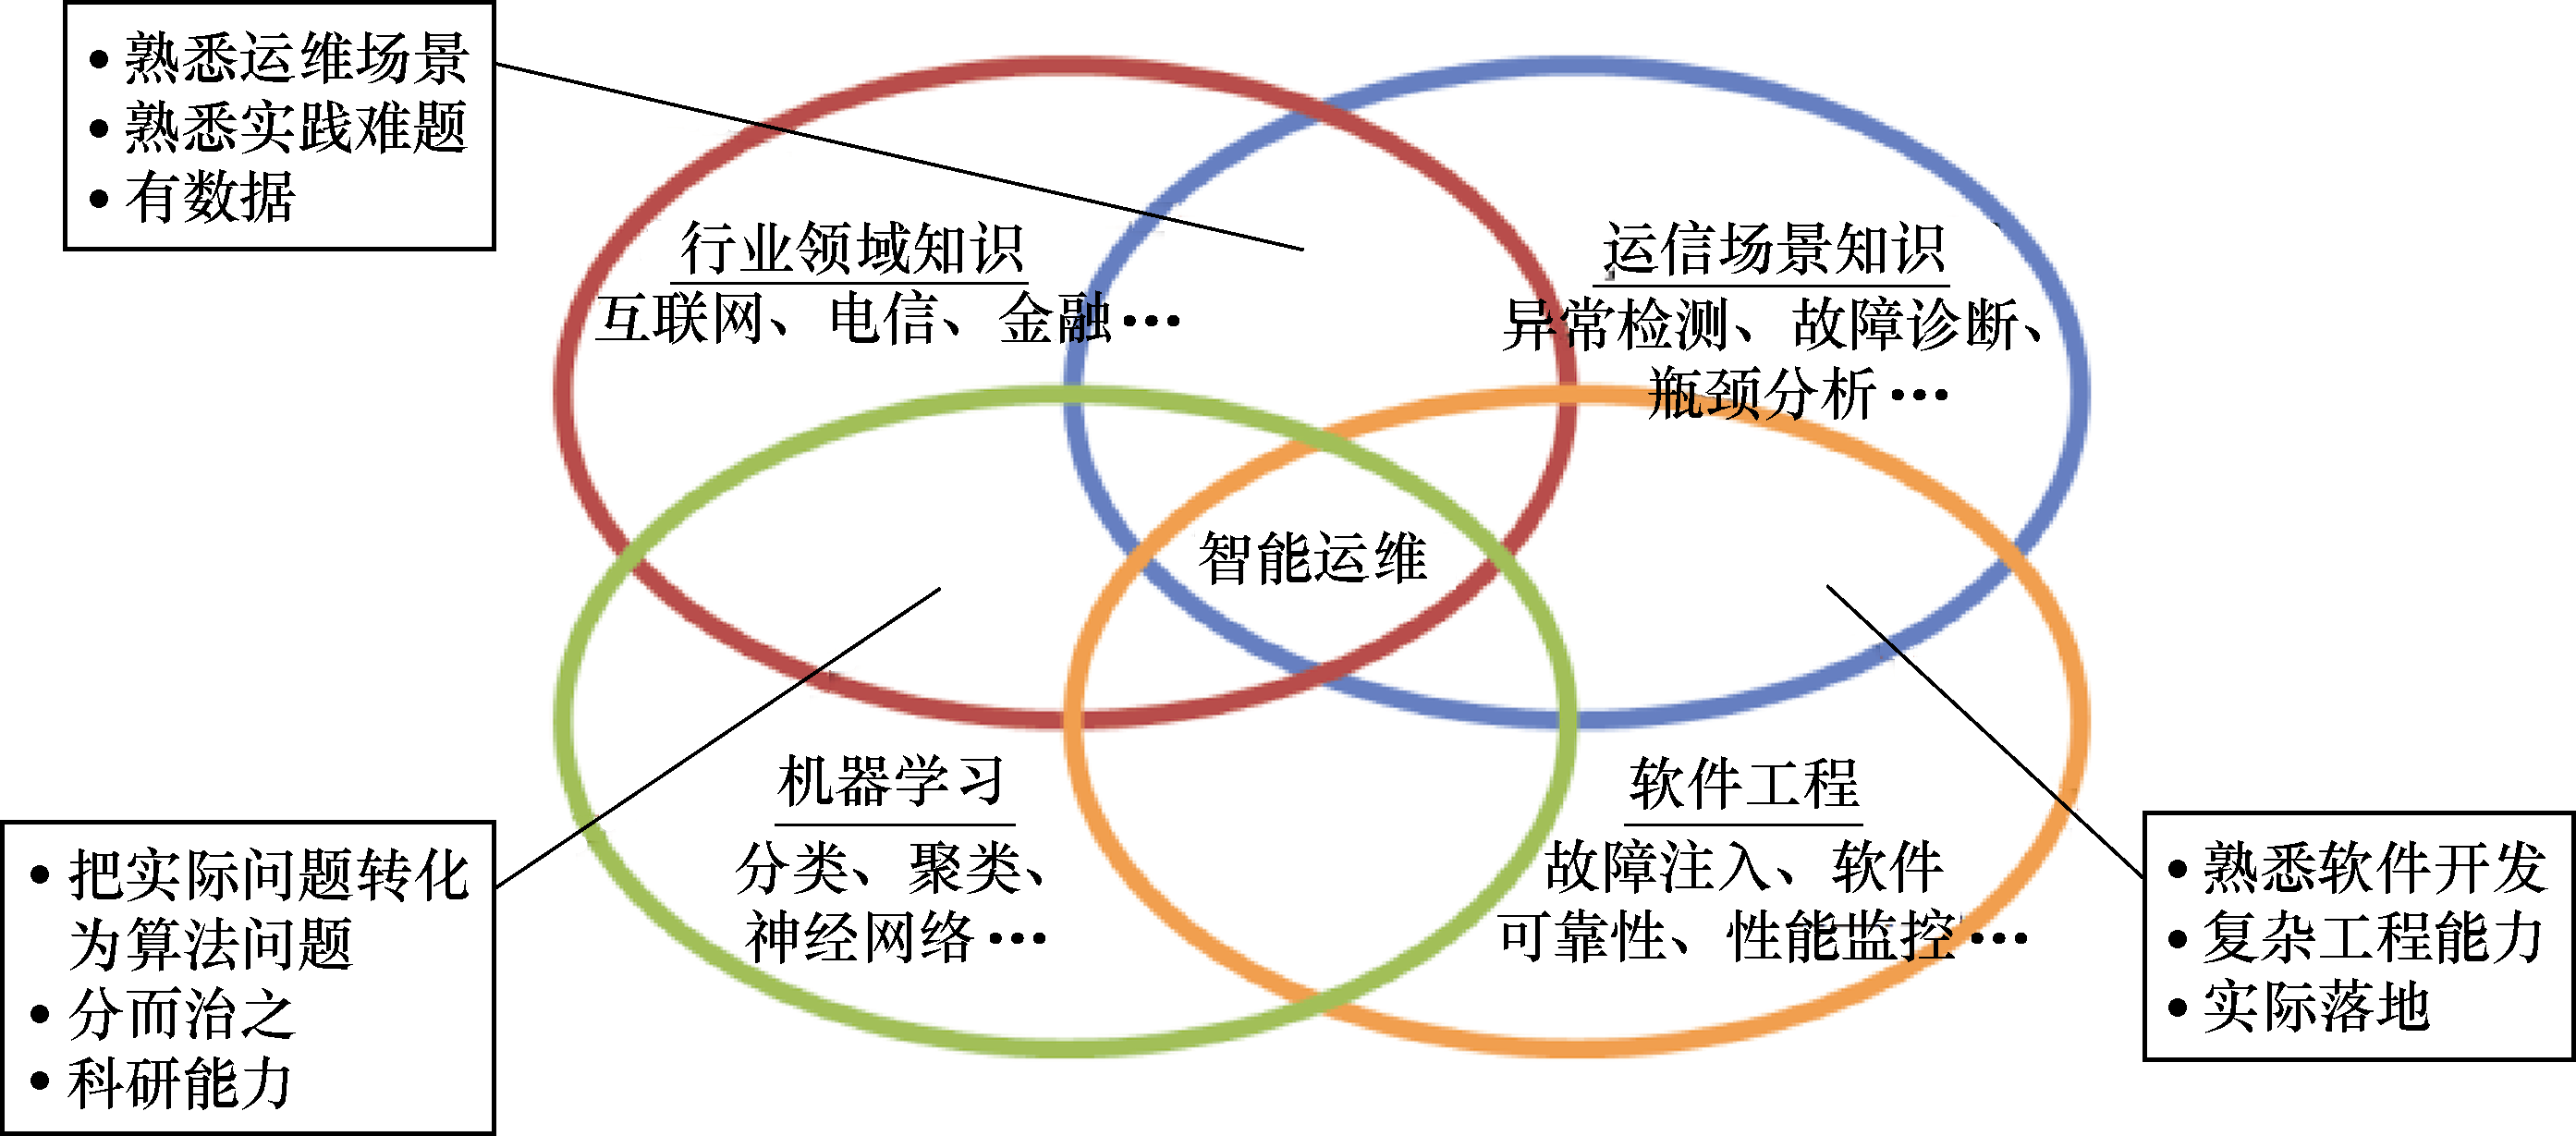 • 熟悉运维场景
• 熟悉实践难题
• 有数据
行业领域知识
互联网、电信、金融…
运信场景知识
异常检测、故障诊断、
瓶颈分析…
智能运维
机器学习
分类、聚类、
神经网络…
软件工程
故障注入、软件
可靠性、性能监控…
• 把实际问题转化
为算法问题
• 分而治之
• 科研能力
• 熟悉软件开发
• 复杂工程能力
• 实际落地